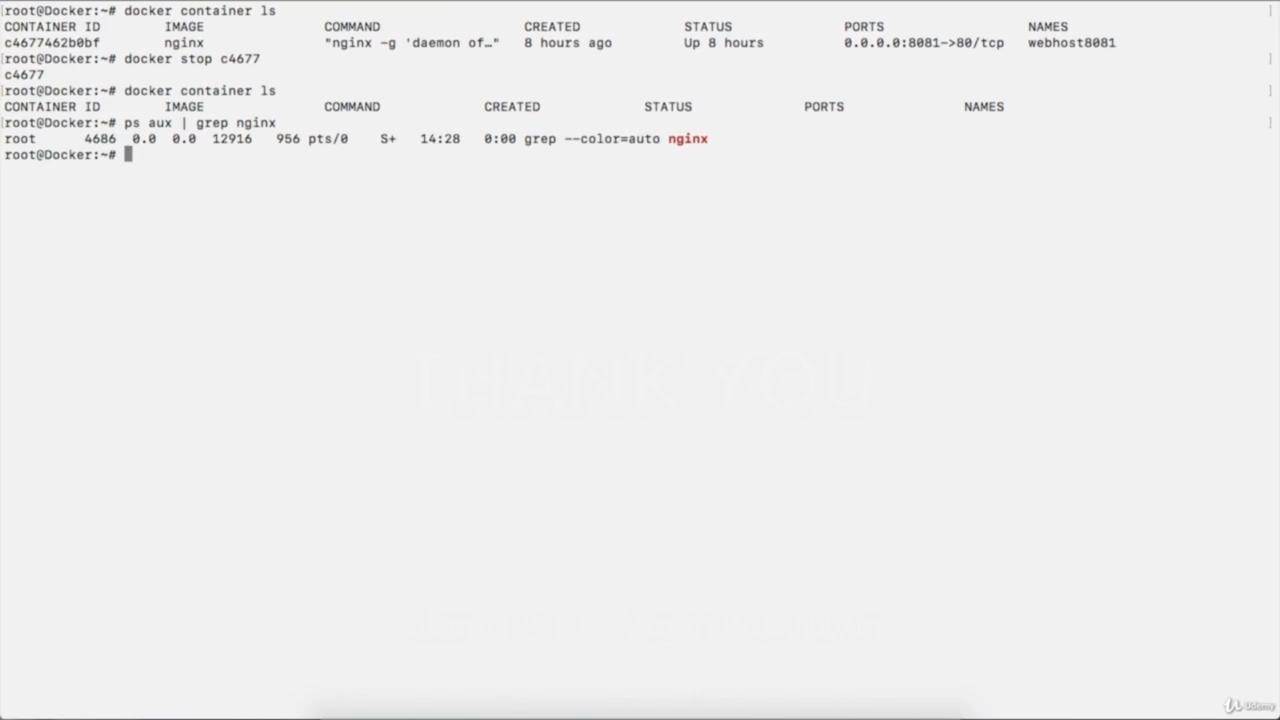 [root@Docker:~# docker container ls ]
CONTAINER ID IMAGE COMMAND CREATED STATUS PORTS NAMES
c4677462b0bf nginx "nginx -g 'daemon of…" 8 hours ago Up 8 hours 0.0.0.0:8081->80/tcp webhost8081
[root@Docker:~# docker stop c4677 ]
c4677
[root@Docker:~# docker container ls ]
CONTAINER ID IMAGE COMMAND CREATED STATUS PORTS NAMES
[root@Docker:~# ps aux | grep nginx ]
root 4686 0.0 0.0 12916 956 pts/0 S+ 14:28 0:00 grep --color=auto nginx
root@Docker:~#
THANK YOU
Udemy